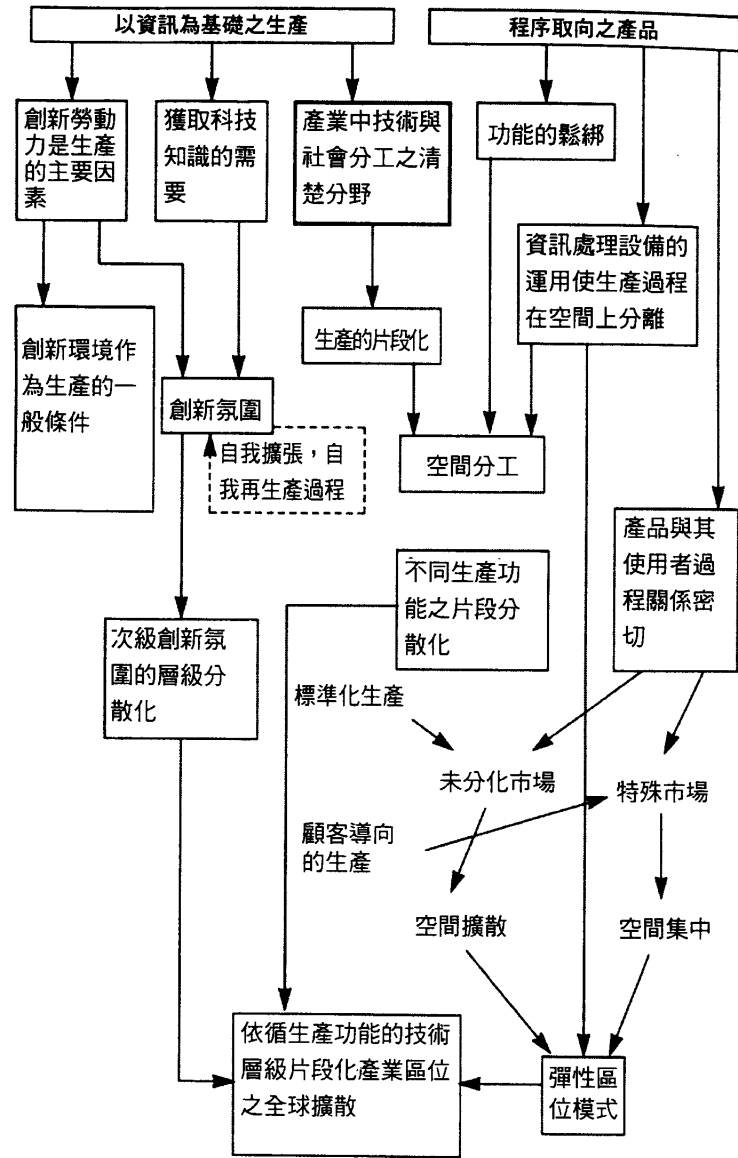 以資訊為基礎之生產
程序取向之產品
創新勞動
力是生產
的主要因
素
獲取科技
知識的需
要
產業中技術與
社會分工之清
楚分野
功能的鬆綁
資訊處理設備的
運用使生產過程
在空間上分離
創新環境作
為生產的一
般條件
生產的片段化
創新氛圍
自我擴張，自
我再生產過程
空間分工
產品與其
使用者過
程關係密
切
不同生產功
能之片段分
散化
次級創新氛
圍的層級分
散化
標準化生產
未分化市場
特殊市場
顧客導向
的生產
空間擴散
空間集中
依循生產功能的技術
層級片段化產業區位
之全球擴散
彈性區
位模式